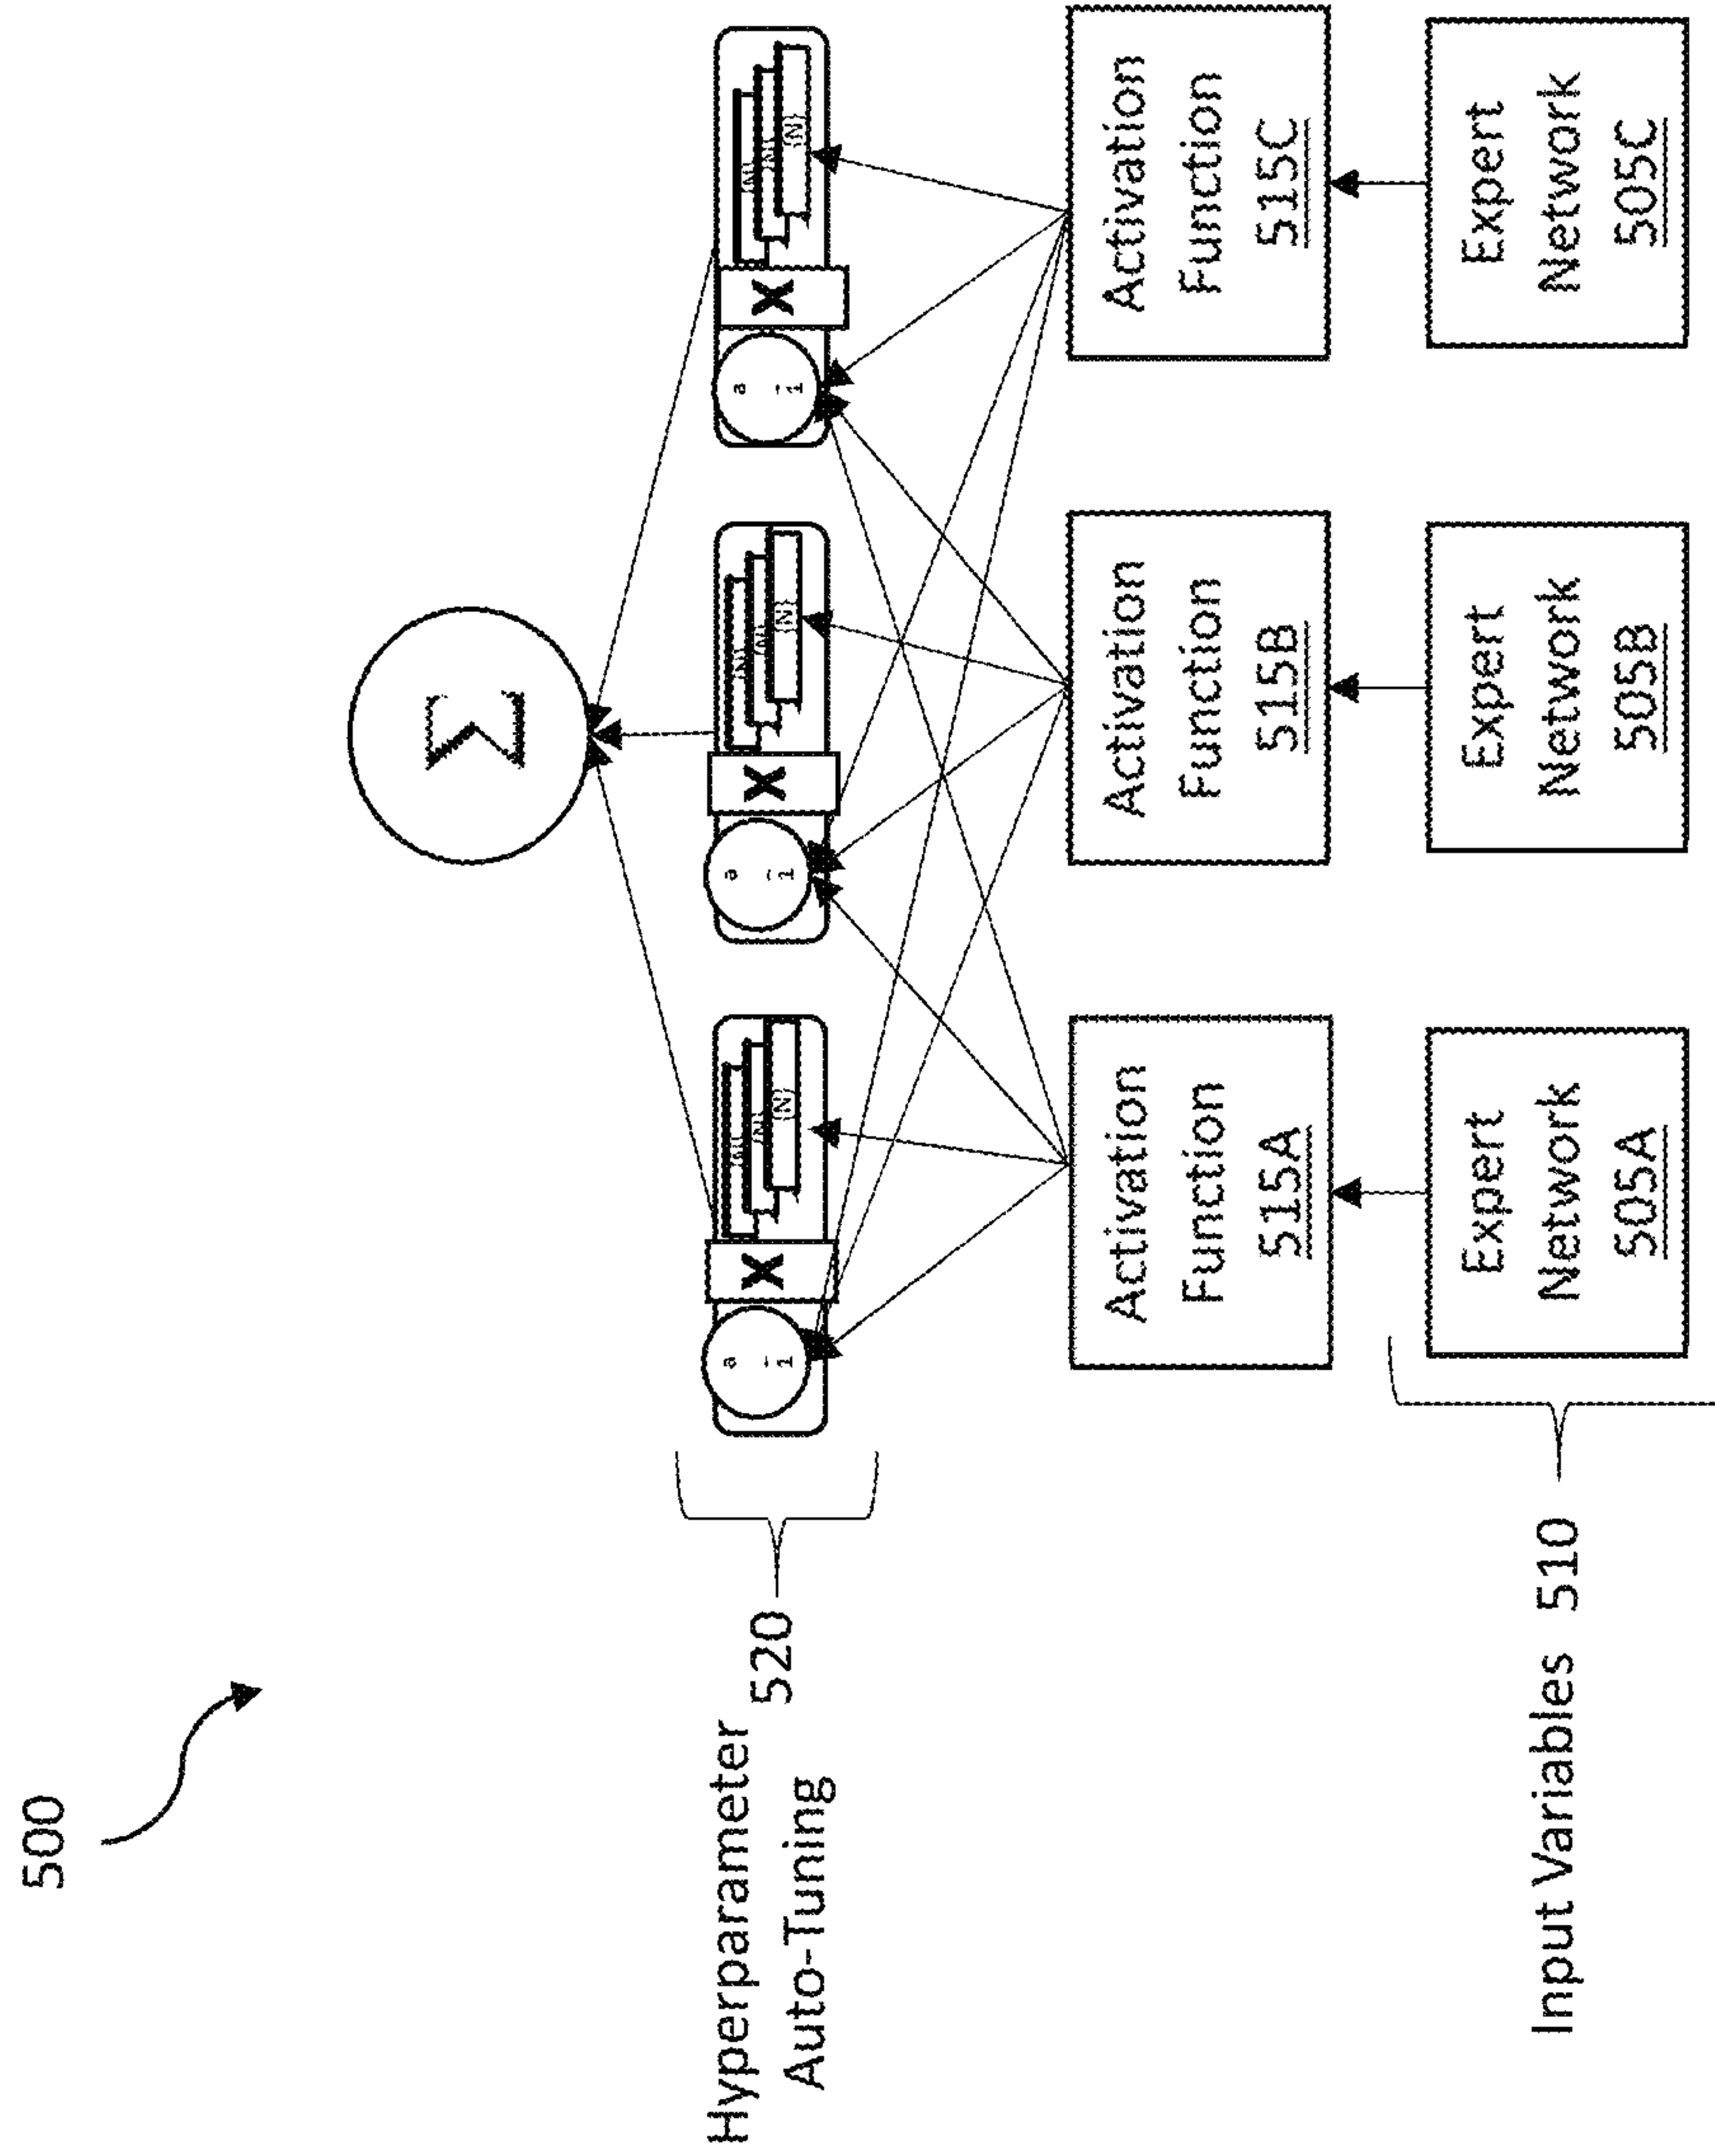 500
Σ
Hyperparameter
Auto-Tuning
520
a
i
X
{N}
a
i
X
{N}
a
i
X
{N}
Activation
Function
515A
Activation
Function
515B
Activation
Function
515C
Input Variables 510
Expert
Network
505A
Expert
Network
505B
Expert
Network
505C